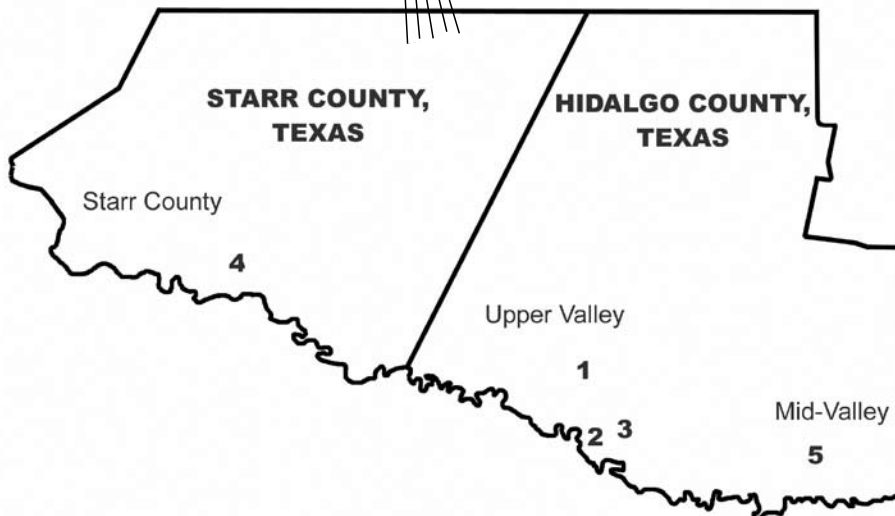 STARR COUNTY,
TEXAS
HIDALGO COUNTY,
TEXAS
Starr County
4
Upper Valley
1
Mid-Valley
2
3
5